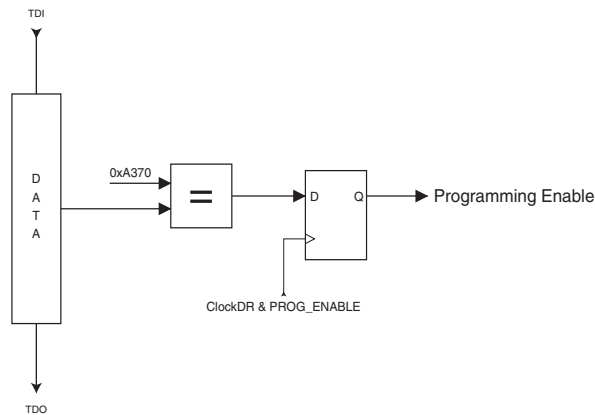 TDI
0xA370
D
A
T
A
=
D Q
Programming Enable
ClockDR & PROG_ENABLE
TDO